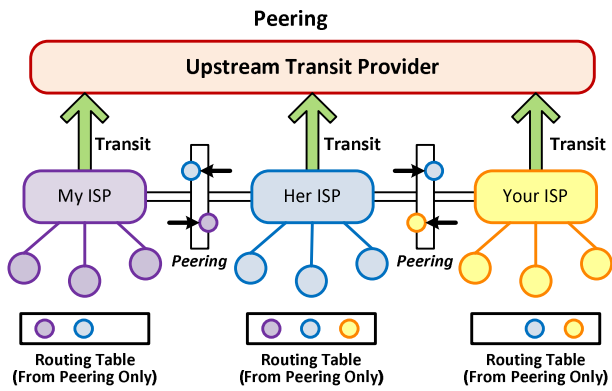 Peering
Upstream Transit Provider
Transit
Transit
Transit
My ISP
Her ISP
Your ISP
Peering
Peering
Routing Table
(From Peering Only)
Routing Table
(From Peering Only)
Routing Table
(From Peering Only)